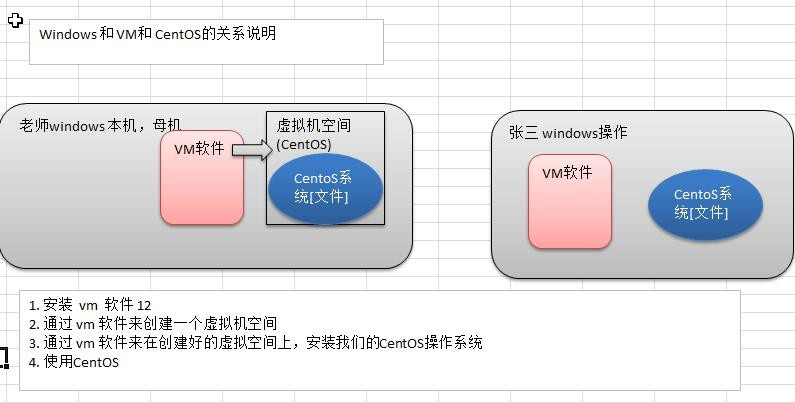 Windows 和 VM和 CentOS的关系说明
老师windows 本机，母机
虚拟机空间
(CentOS)
VM软件
CentoS系
统[文件]
张三 windows操作
VM软件
CentoS系
统[文件]
1. 安装 vm 软件 12
2. 通过 vm 软件来创建一个虚拟机空间
3. 通过 vm 软件来在创建好的虚拟空间上，安装我们的CentOS操作系统
4. 使用CentOS